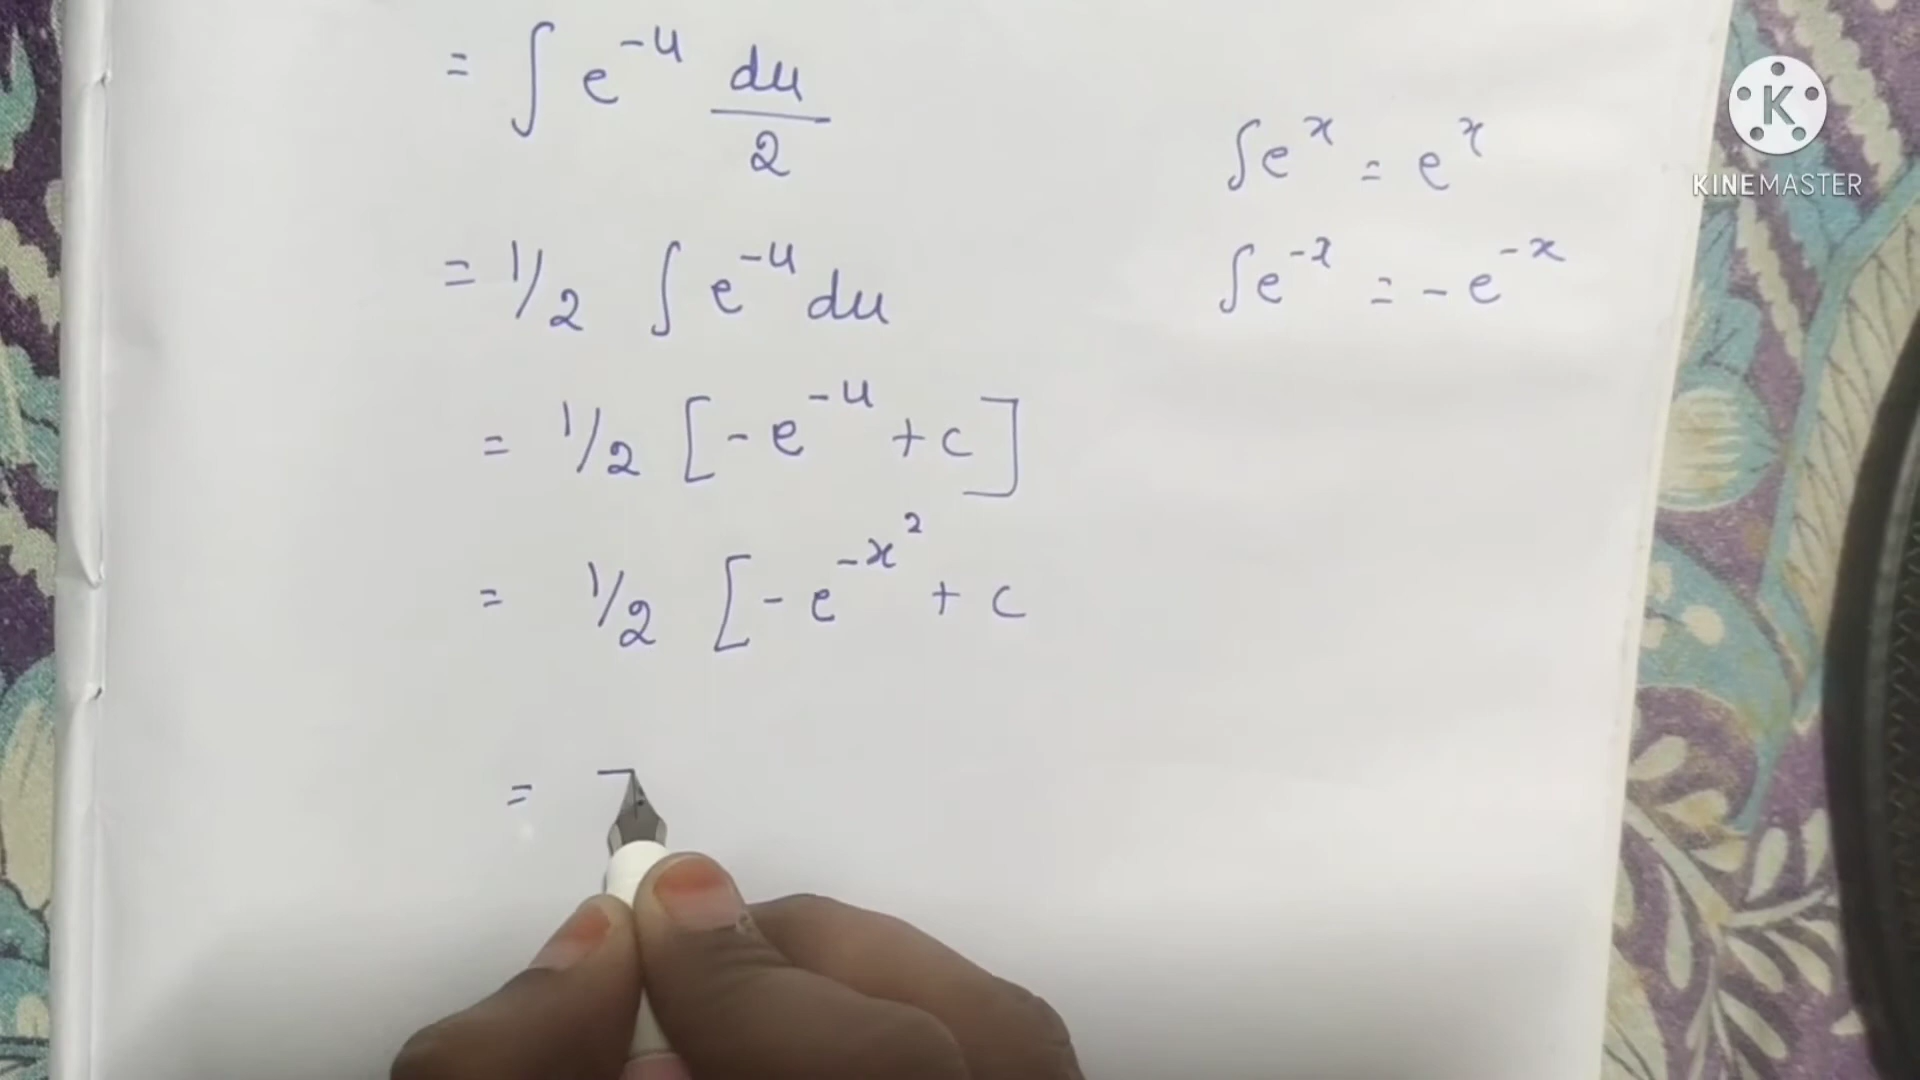 = ∫ e^-u du/2
= 1/2 ∫ e^-u du
= 1/2 [-e^-u + c]
= 1/2 [-e^-x^2 + c
=
∫e^x = e^x
∫e^-x = -e^-x
K
KINEMASTER